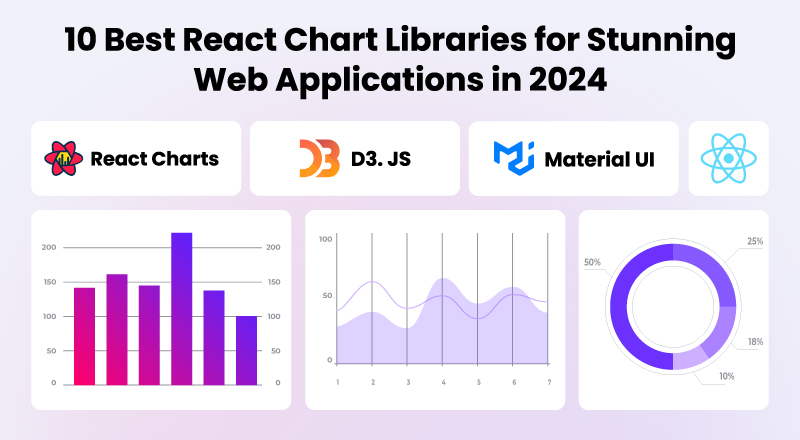 10 Best React Chart Libraries for Stunning
Web Applications in 2024
React Charts
D3. JS
Material UI
200
150
100
50
0
200
150
100
50
0
100
50
0
1 2 3 4 5 6 7
50%
25%
18%
10%